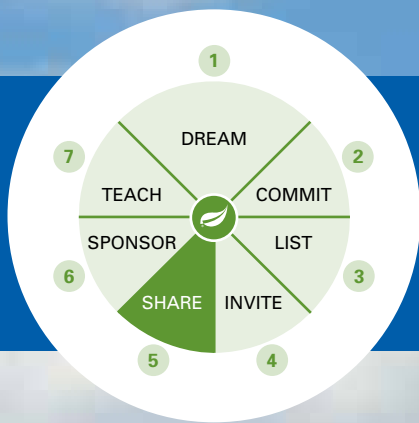 1
DREAM
7
2
TEACH
COMMIT
SPONSOR
LIST
6
3
SHARE
INVITE
5
4